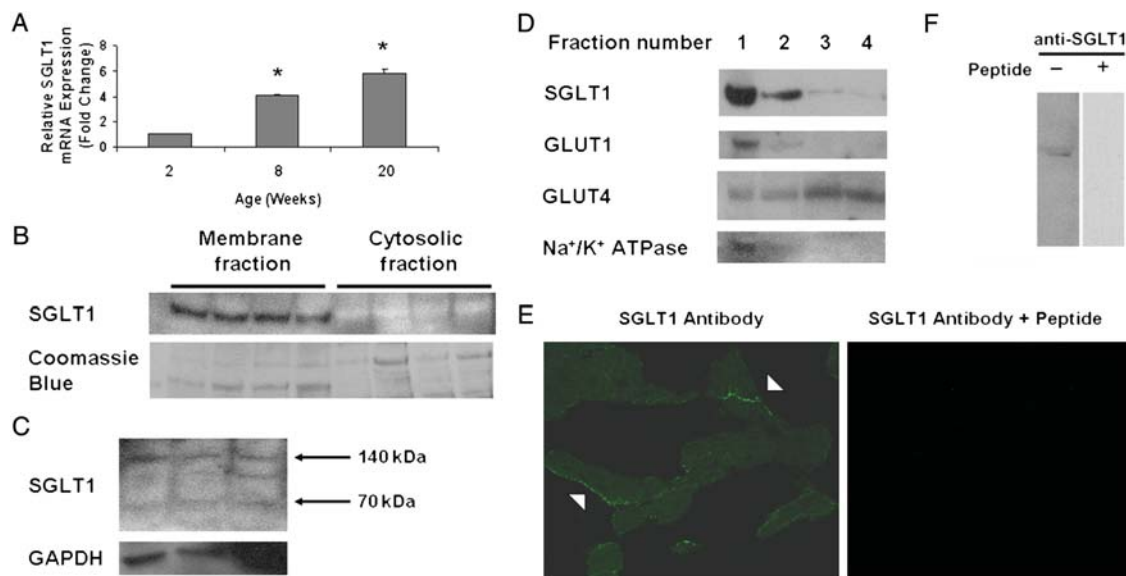 A
Relative SGLT1
mRNA Expression
(Fold Change)
8
6
4
2
0
*
*
2 8 20
Age (Weeks)
B
Membrane
fraction
Cytosolic
fraction
SGLT1
Coomassie
Blue
C
SGLT1
140 kDa
70 kDa
GAPDH
D
Fraction number 1 2 3 4
SGLT1
GLUT1
GLUT4
Na⁺/K⁺ ATPase
E
SGLT1 Antibody
SGLT1 Antibody + Peptide
F
anti-SGLT1
Peptide − +